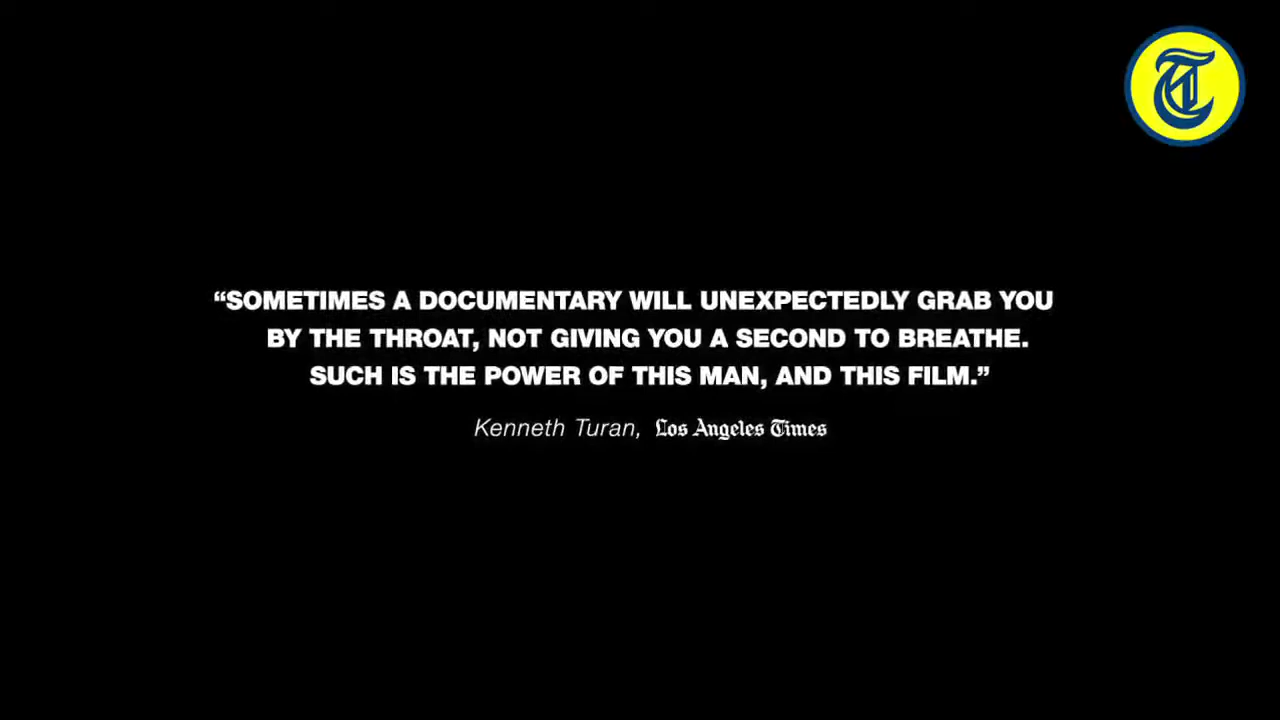 T
“SOMETIMES A DOCUMENTARY WILL UNEXPECTEDLY GRAB YOU
BY THE THROAT, NOT GIVING YOU A SECOND TO BREATHE.
SUCH IS THE POWER OF THIS MAN, AND THIS FILM.”
Kenneth Turan, Los Angeles Times